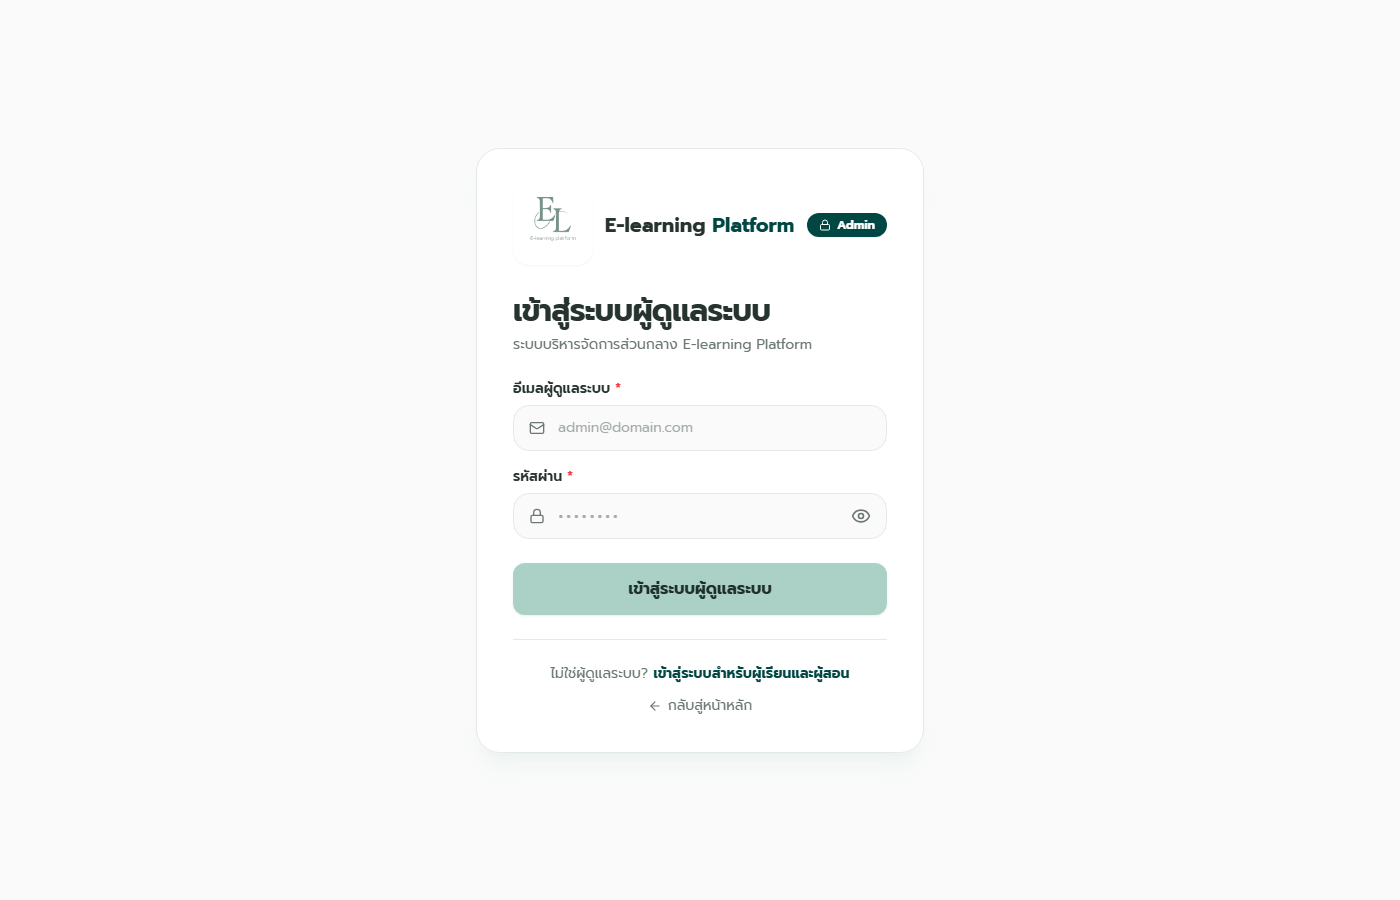 EL
E-learning platform
E-learning Platform
Admin
เข้าสู่ระบบผู้ดูแลระบบ
ระบบบริหารจัดการส่วนกลาง E-learning Platform
อีเมลผู้ดูแลระบบ *
admin@domain.com
รหัสผ่าน *
••••••••
เข้าสู่ระบบผู้ดูแลระบบ
ไม่ใช่ผู้ดูแลระบบ? เข้าสู่ระบบสำหรับผู้เรียนและผู้สอน
← กลับสู่หน้าหลัก